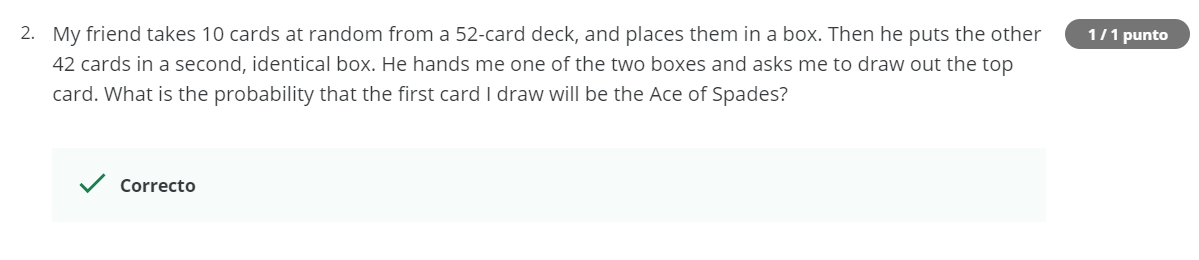 2. My friend takes 10 cards at random from a 52-card deck, and places them in a box. Then he puts the other
1 / 1 punto
42 cards in a second, identical box. He hands me one of the two boxes and asks me to draw out the top
card. What is the probability that the first card I draw will be the Ace of Spades?
Correcto